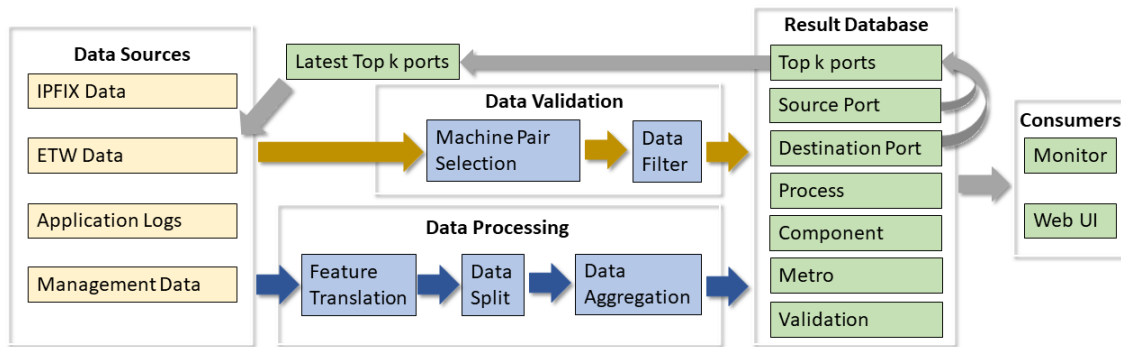 Data Sources
IPFIX Data
ETW Data
Application Logs
Management Data
Latest Top k ports
Data Validation
Machine Pair
Selection
Data
Filter
Data Processing
Feature
Translation
Data
Split
Data
Aggregation
Result Database
Top k ports
Source Port
Destination Port
Process
Component
Metro
Validation
Consumers
Monitor
Web UI